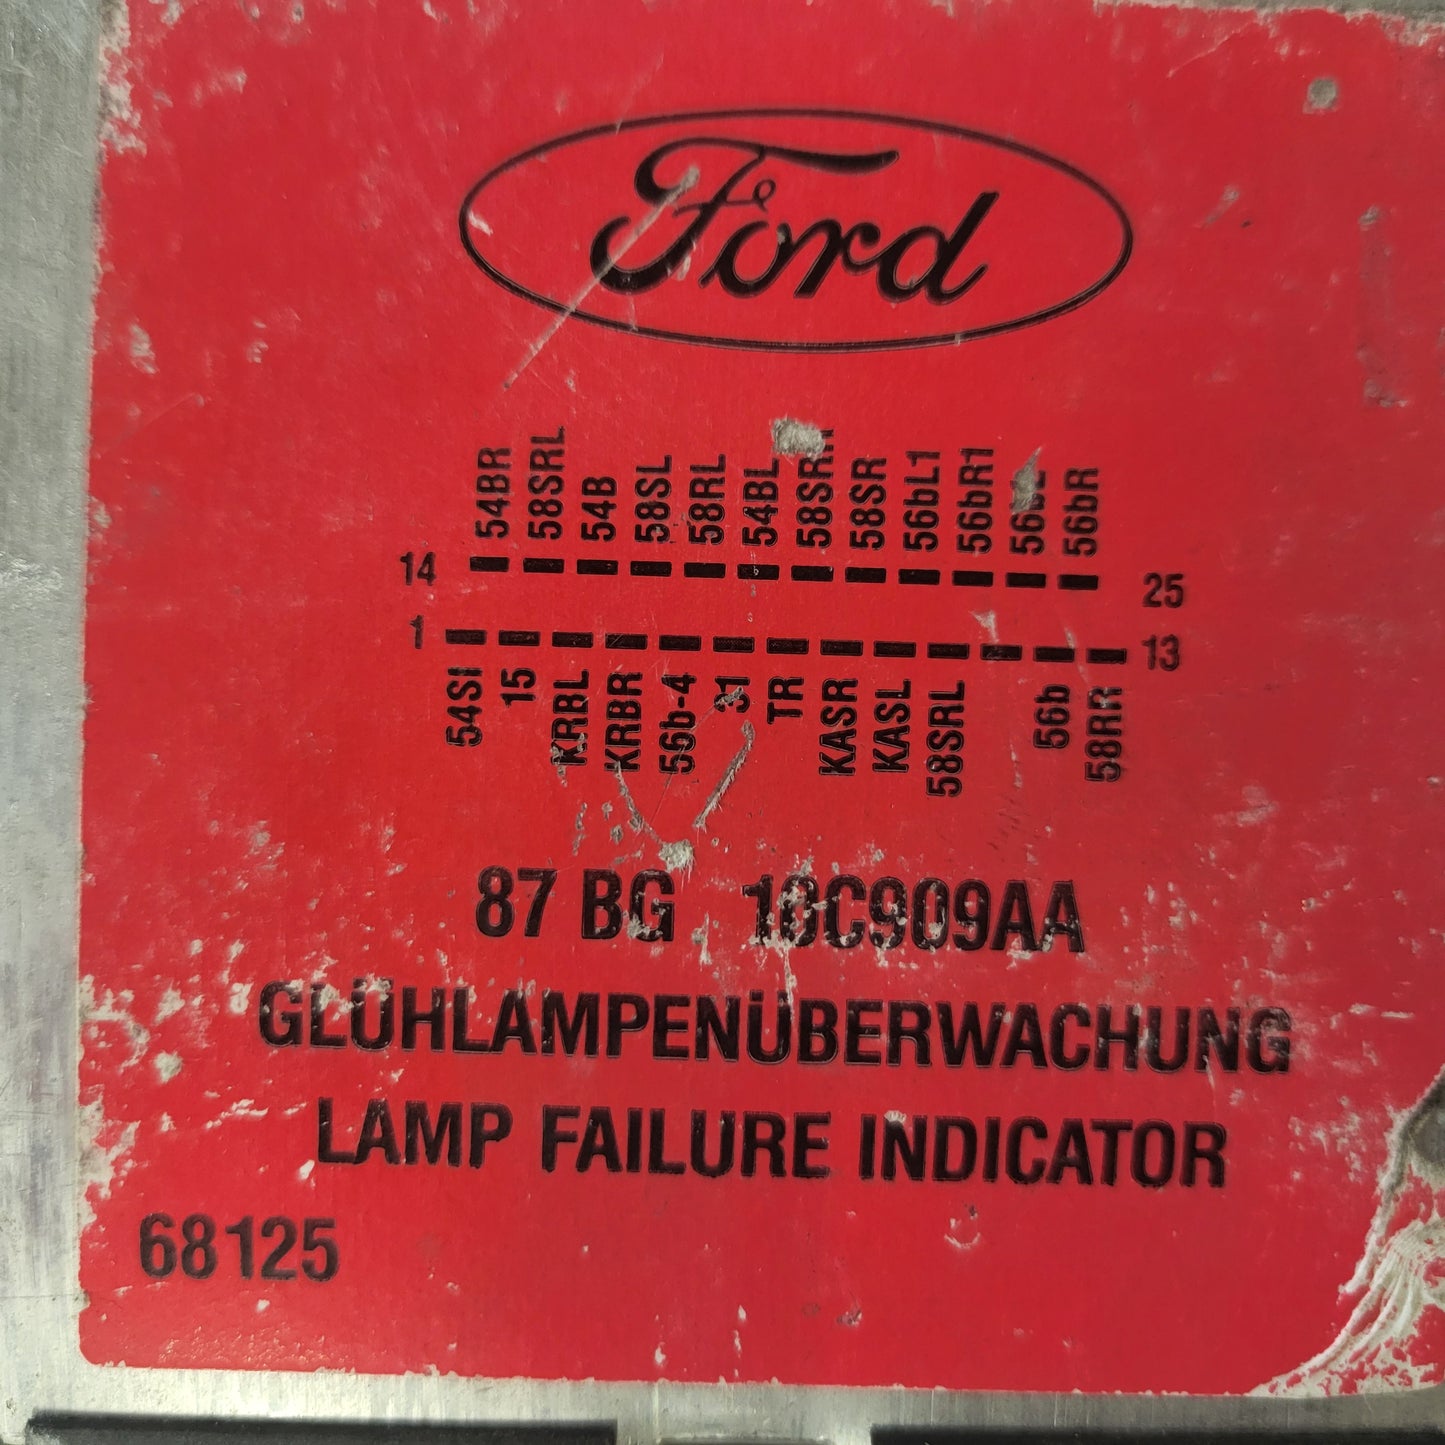 Ford
54BR 58SRL 54B 58SL 58RL 54BL 58SR 56bL1 56bR1 56bR
14 25
1 13
54SI 15 KRBL KRBR 56b-4 31 TR KASR KASL 58SRL 56b 58RR
87 BG 10C909AA
GLÜHLAMPENÜBERWACHUNG
LAMP FAILURE INDICATOR
68125